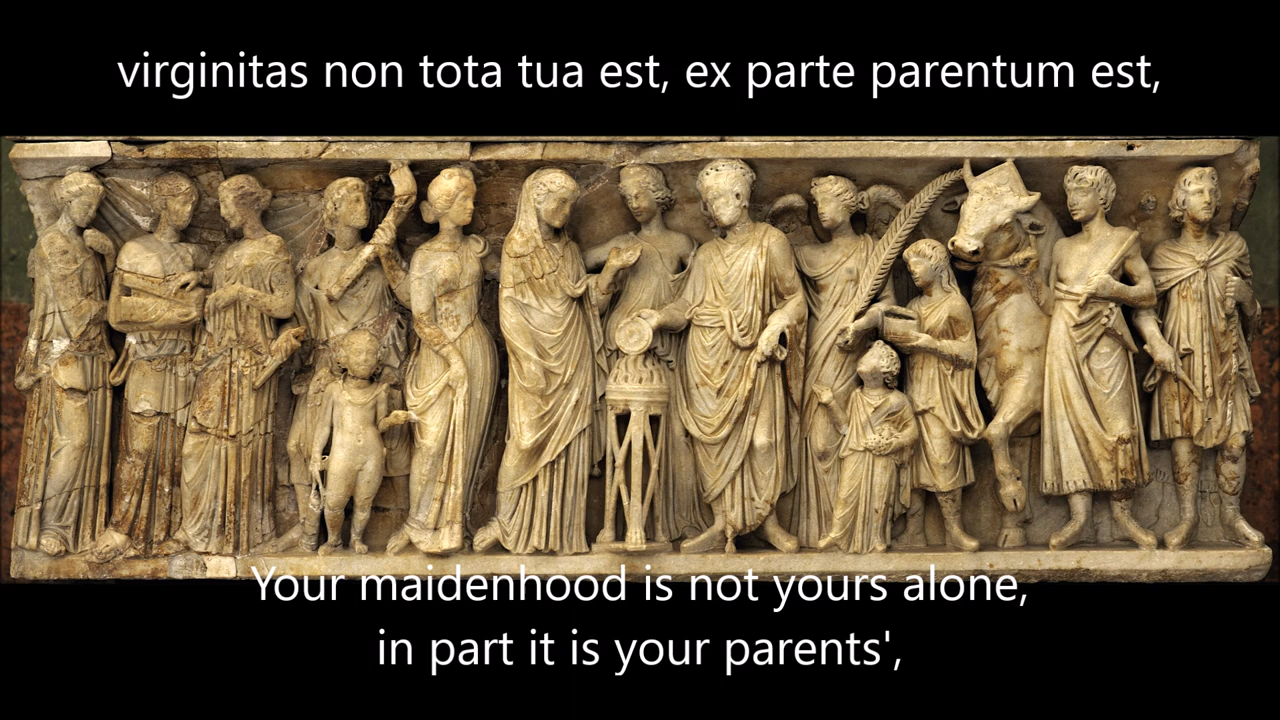 virginitas non tota tua est, ex parte parentum est,
Your maidenhood is not yours alone,
in part it is your parents',